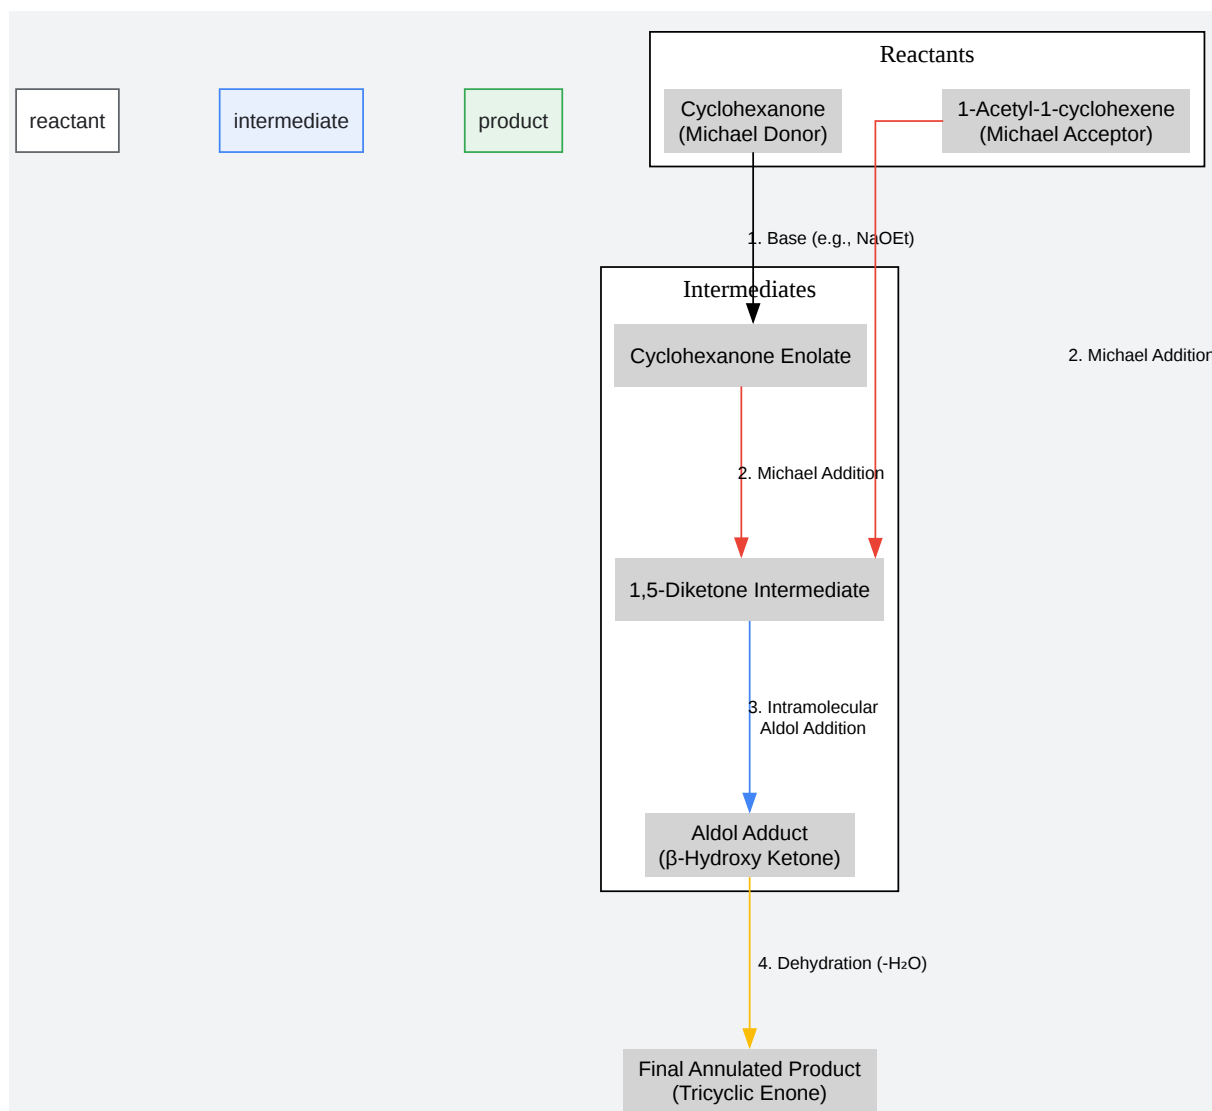 Reactants
reactant
intermediate
product
Cyclohexanone
(Michael Donor)
1-Acetyl-1-cyclohexene
(Michael Acceptor)
1. Base (e.g., NaOEt)
Intermediates
Cyclohexanone Enolate
2. Michael Addition
2. Michael Addition
1,5-Diketone Intermediate
3. Intramolecular
Aldol Addition
Aldol Adduct
(β-Hydroxy Ketone)
4. Dehydration (-H₂O)
Final Annulated Product
(Tricyclic Enone)